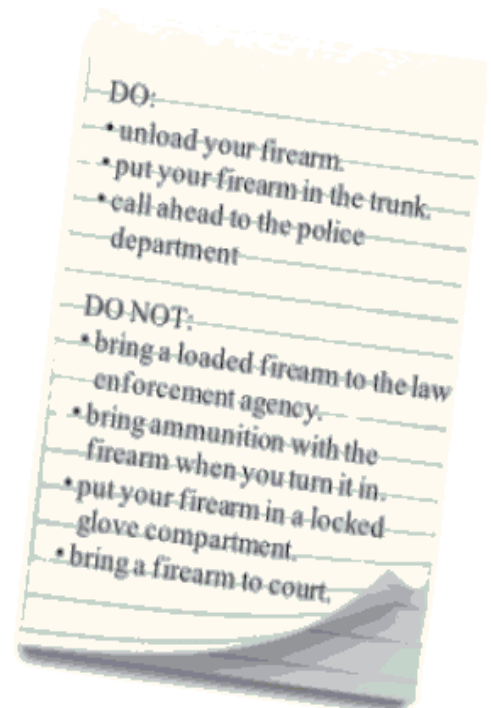 DO:
• unload your firearm.
• put your firearm in the trunk.
• call ahead to the police
department
DO NOT:
• bring a loaded firearm to the law
enforcement agency.
• bring ammunition with the
firearm when you turn it in.
• put your firearm in a locked
glove compartment.
• bring a firearm to court.